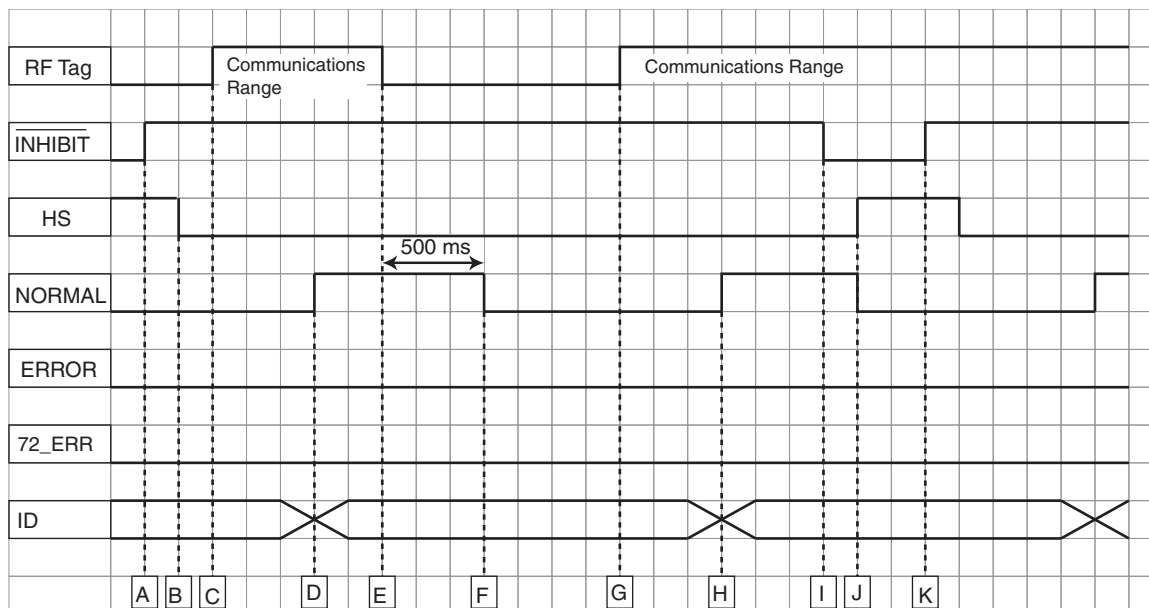 RF Tag
Communications
Range
Communications Range
INHIBIT
HS
500 ms
NORMAL
ERROR
72_ERR
ID
A B C D E F G H I J K